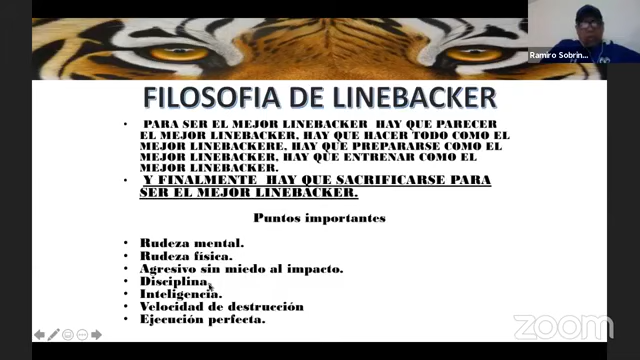 Ramiro Sobrin...
FILOSOFIA DE LINEBACKER
• PARA SER EL MEJOR LINEBACKER HAY QUE PARECER
EL MEJOR LINEBACKER, HAY QUE HACER TODO COMO EL
MEJOR LINEBACKERE, HAY QUE PREPARARSE COMO EL
MEJOR LINEBACKER, HAY QUE ENTRENAR COMO EL
MEJOR LINEBACKER.
• Y FINALMENTE HAY QUE SACRIFICARSE PARA
SER EL MEJOR LINEBACKER.
Puntos importantes
• Rudeza mental.
• Rudeza física.
• Agresivo sin miedo al impacto.
• Disciplina.
• Inteligencia.
• Velocidad de destrucción
• Ejecución perfecta.
zoom